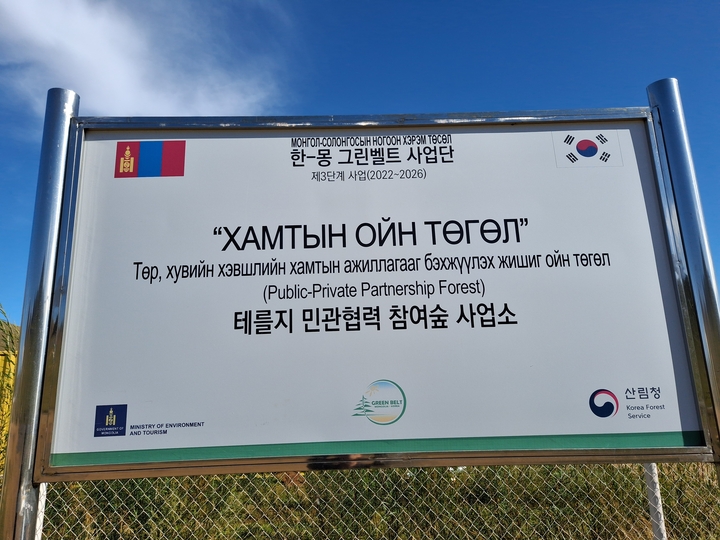 МОНГОЛ-СОЛОНГОСЫН НОГООН ХЭРЭМ ТӨСӨЛ
한-몽 그린벨트 사업단
제3단계 사업(2022~2026)
"ХАМТЫН ОЙН ТӨГӨЛ"
Төр, хувийн хэвшлийн хамтын ажиллагааг бэхжүүлэх жишиг ойн төгөл
(Public-Private Partnership Forest)
테를지 민관협력 참여숲 사업소
GOVERNMENT OF
MONGOLIA
MINISTRY OF ENVIRONMENT
AND TOURISM
GREEN BELT
산림청
Korea Forest
Service